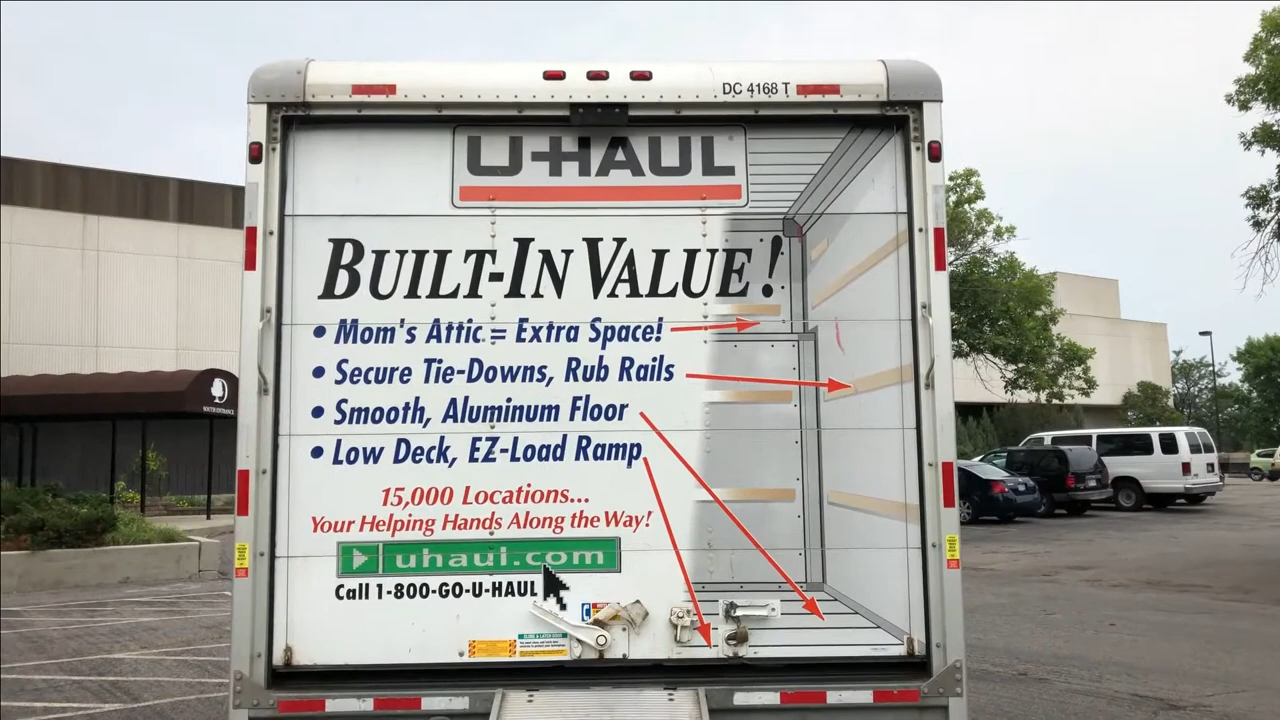 DC 4168 T
U-HAUL
BUILT-IN VALUE!
• Mom's Attic = Extra Space!
• Secure Tie-Downs, Rub Rails
• Smooth, Aluminum Floor
• Low Deck, EZ-Load Ramp
15,000 Locations...
Your Helping Hands Along the Way!
uhaul.com
Call 1-800-GO-U-HAUL
SOUTH ENTRANCE